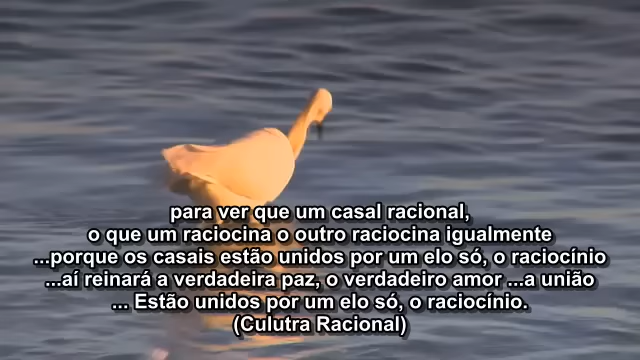 para ver que um casal racional,
o que um raciocina o outro raciocina igualmente
...porque os casais estão unidos por um elo só, o raciocínio
...aí reinará a verdadeira paz, o verdadeiro amor ...a união
... Estão unidos por um elo só, o raciocínio.
(Culutra Racional)